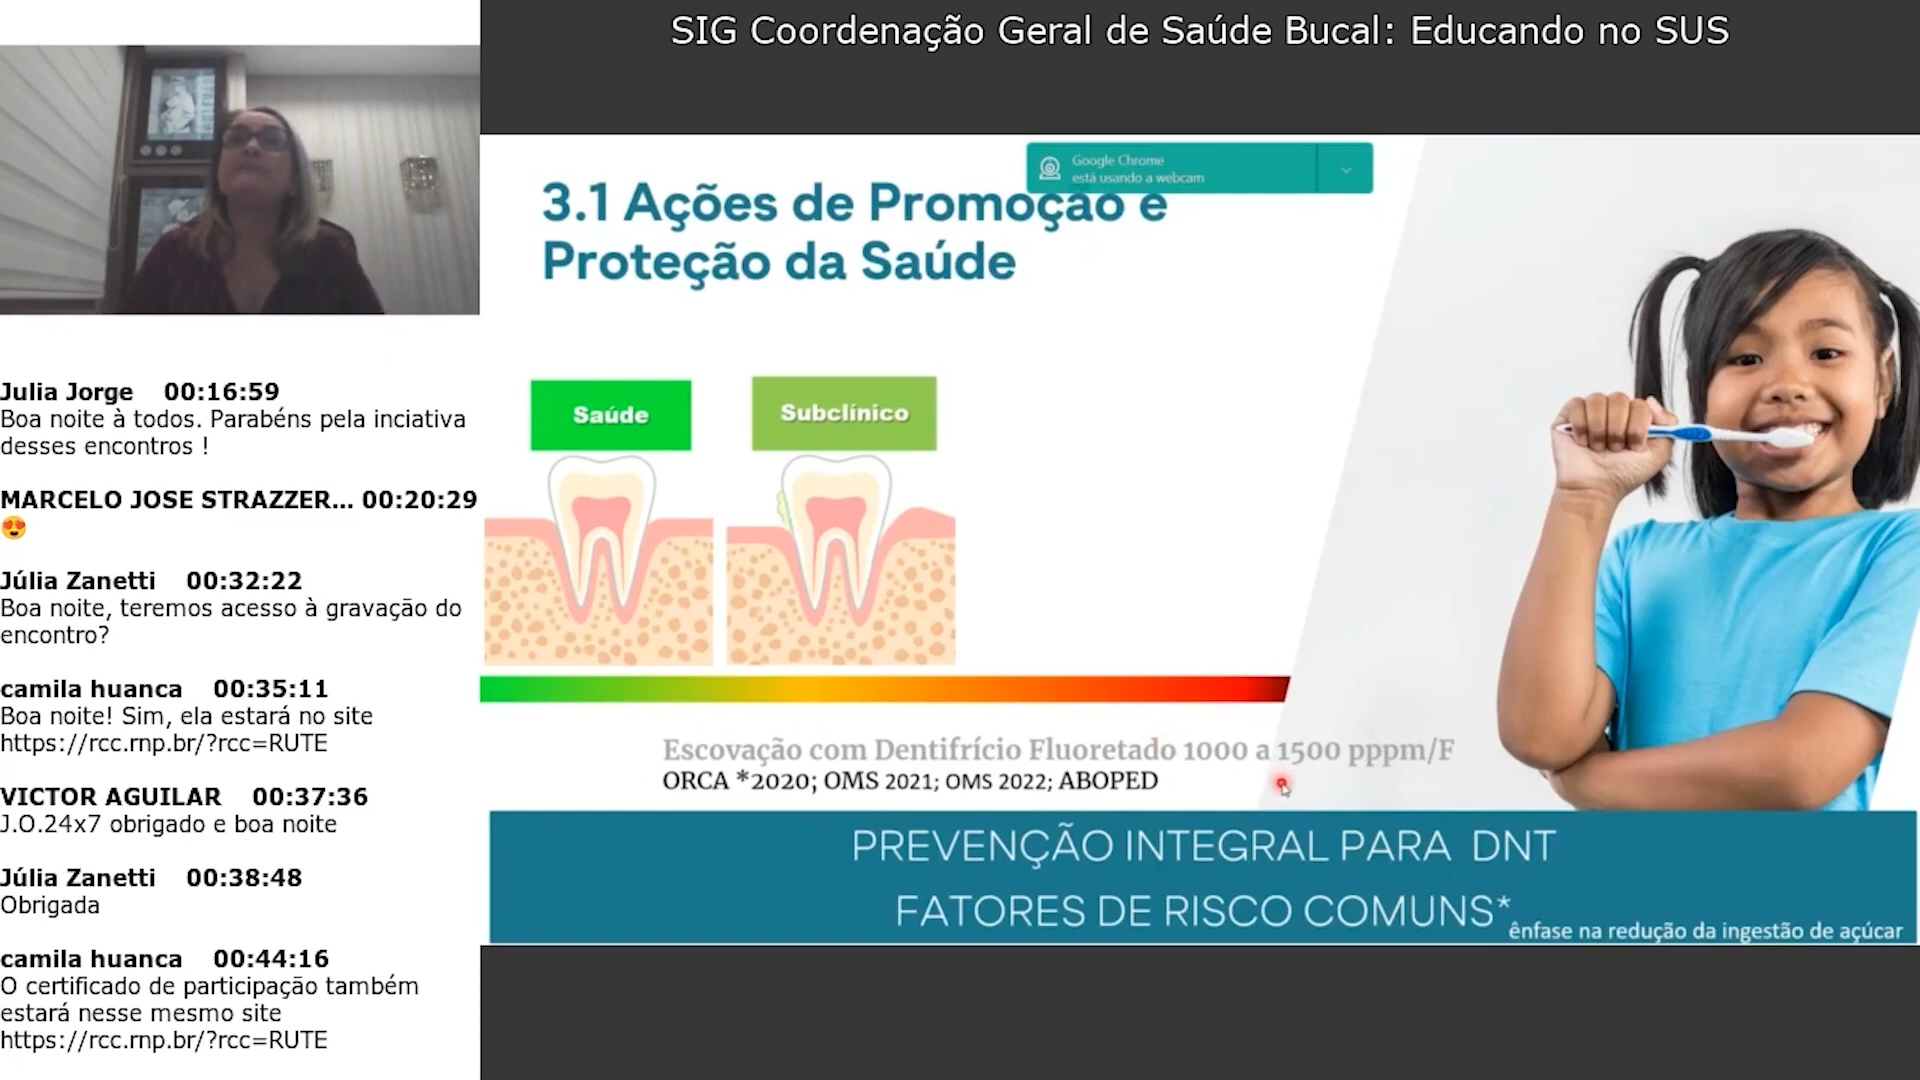 SIG Coordenação Geral de Saúde Bucal: Educando no SUS
Julia Jorge 00:16:59
Boa noite à todos. Parabéns pela inciativa
desses encontros !
MARCELO JOSE STRAZZER... 00:20:29
😍
Júlia Zanetti 00:32:22
Boa noite, teremos acesso à gravação do
encontro?
camila huanca 00:35:11
Boa noite! Sim, ela estará no site
https://rcc.rnp.br/?rcc=RUTE
VICTOR AGUILAR 00:37:36
J.O.24x7 obrigado e boa noite
Júlia Zanetti 00:38:48
Obrigada
camila huanca 00:44:16
O certificado de participação também
estará nesse mesmo site
https://rcc.rnp.br/?rcc=RUTE
Google Chrome
está usando a webcam
3.1 Ações de Promoção e
Proteção da Saúde
Saúde
Subclínico
Escovação com Dentifrício Fluoretado 1000 a 1500 pppm/F
ORCA *2020; OMS 2021; OMS 2022; ABOPED
PREVENÇÃO INTEGRAL PARA DNT
FATORES DE RISCO COMUNS*
ênfase na redução da ingestão de açúcar